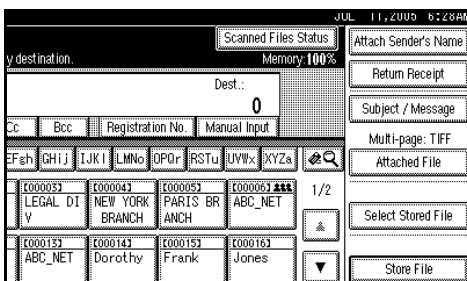 JUL 11,2005 6:28AM
Scanned Files Status
Attach Sender's Name
y destination.
Memory:100%
Return Receipt
Dest.:
0
Subject / Message
Cc Bcc Registration No. Manual Input
Multi-page: TIFF
Attached File
EFgh GHij IJKl LMNo OPQr RSTu UVWx XYZa
[00003] [00004] [00005] [00006] 1/2
LEGAL DI NEW YORK PARIS BR ABC_NET
V BRANCH ANCH
Select Stored File
[00013] [00014] [00015] [00016]
ABC_NET Dorothy Frank Jones
Store File